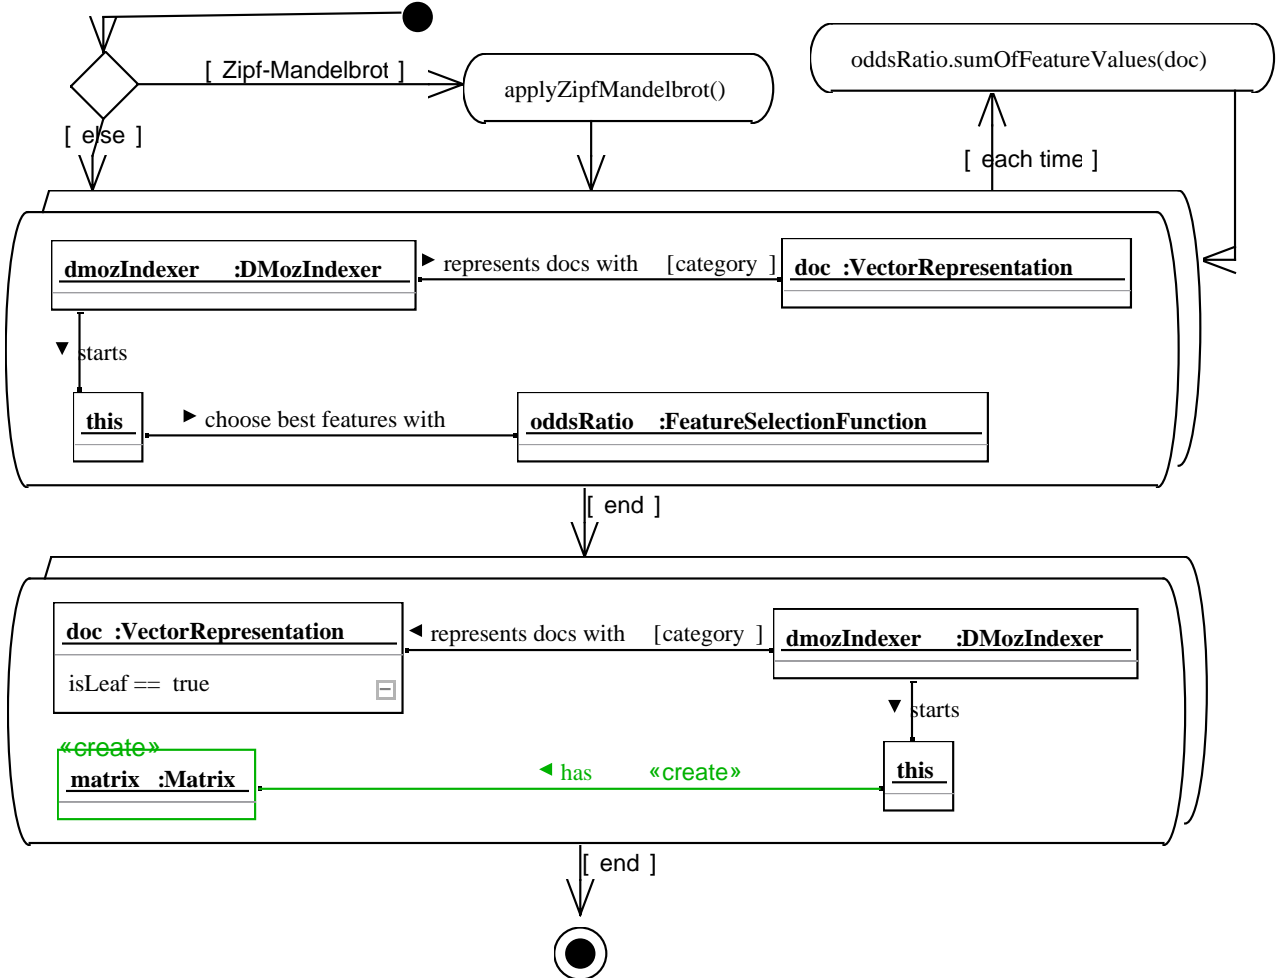 [ Zipf-Mandelbrot ]
applyZipfMandelbrot()
oddsRatio.sumOfFeatureValues(doc)
[ else ]
[ each time ]
dmozIndexer :DMozIndexer
► represents docs with [category ]
doc :VectorRepresentation
▼ starts
this
► choose best features with
oddsRatio :FeatureSelectionFunction
[ end ]
doc :VectorRepresentation
isLeaf == true
◄ represents docs with [category ]
dmozIndexer :DMozIndexer
▼ starts
«create»
matrix :Matrix
◄ has «create»
this
[ end ]